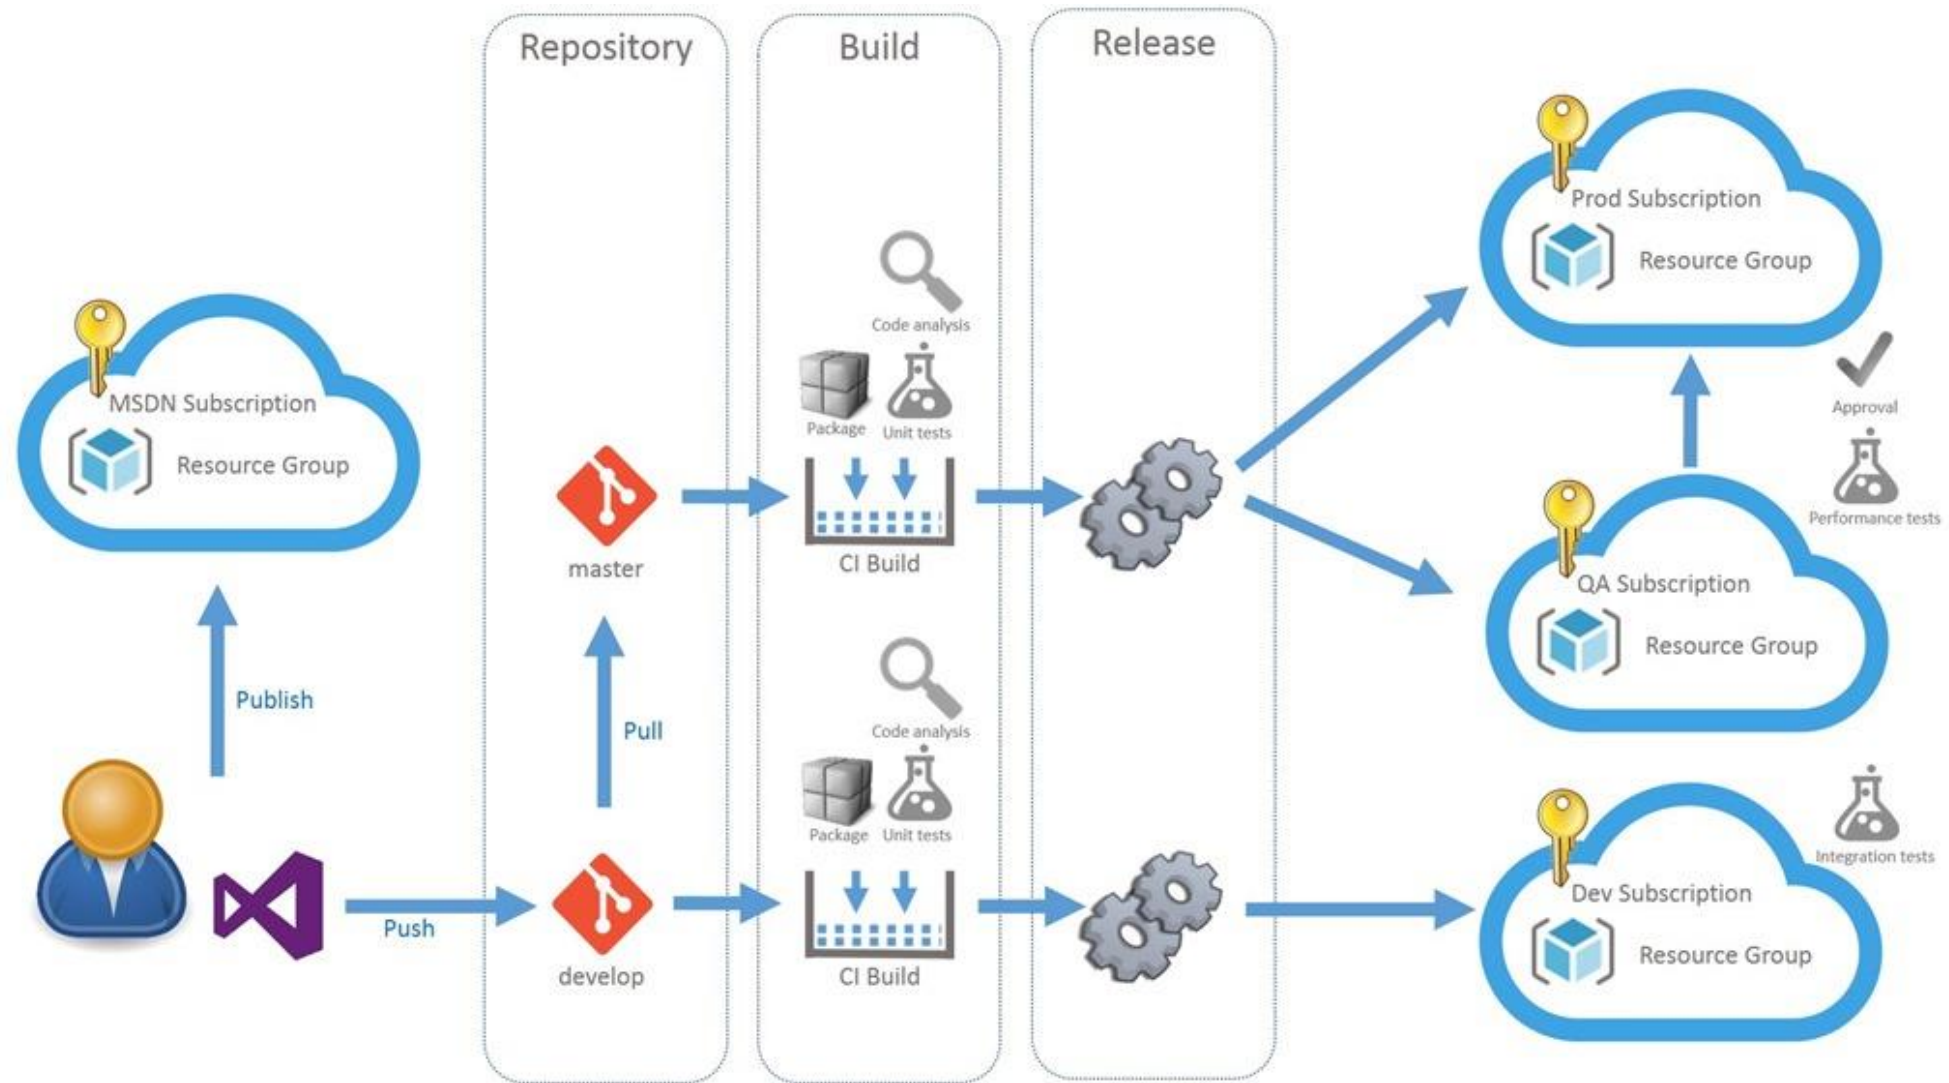 Repository
Build
Release
MSDN Subscription
Resource Group
Publish
Push
master
Pull
develop
Code analysis
Package
Unit tests
CI Build
Code analysis
Package
Unit tests
CI Build
Prod Subscription
Resource Group
Approval
Performance tests
QA Subscription
Resource Group
Integration tests
Dev Subscription
Resource Group